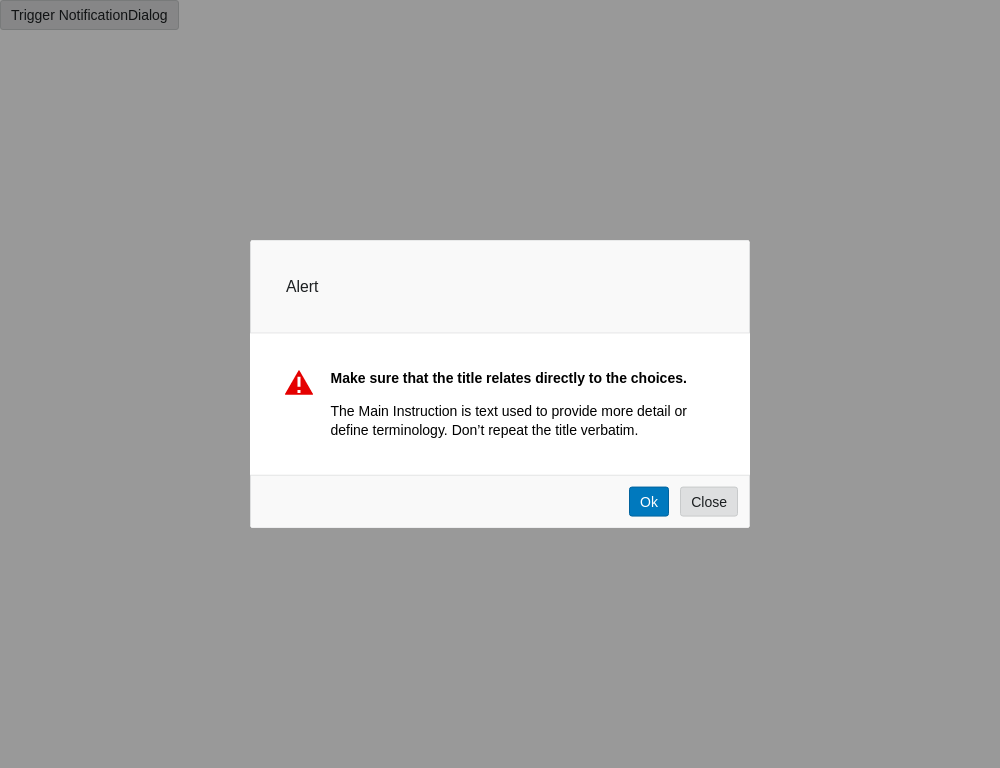 Trigger NotificationDialog
Alert
Make sure that the title relates directly to the choices.
The Main Instruction is text used to provide more detail or
define terminology. Don’t repeat the title verbatim.
Ok Close